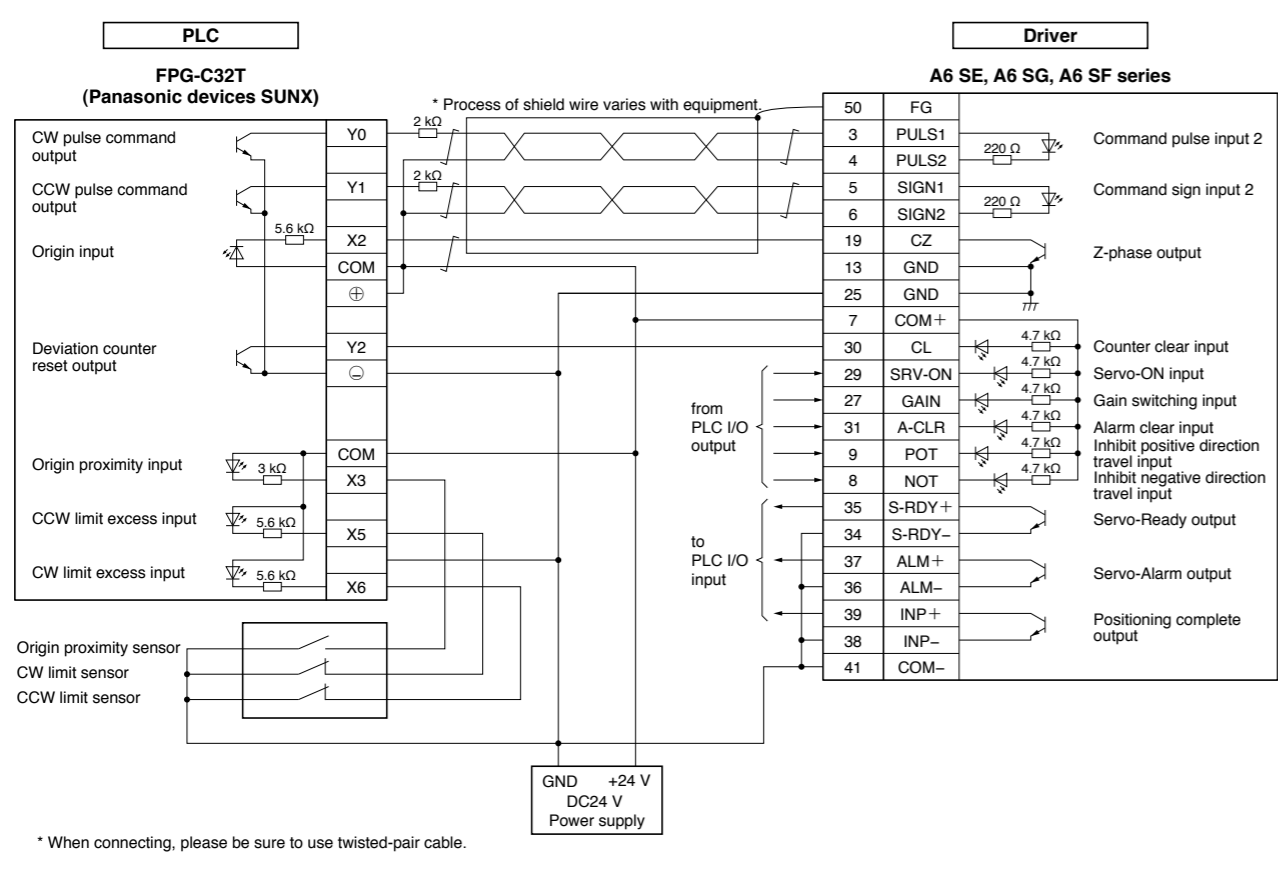 PLC
Driver
FPG-C32T
(Panasonic devices SUNX)
A6 SE, A6 SG, A6 SF series
* Process of shield wire varies with equipment.
CW pulse command
output
CCW pulse command
output
Origin input
Deviation counter
reset output
Origin proximity input
CCW limit excess input
CW limit excess input
5.6 kΩ
3 kΩ
5.6 kΩ
5.6 kΩ
Y0
Y1
X2
COM
⊕
Y2
⊖
COM
X3
X5
X6
2 kΩ
2 kΩ
from
PLC I/O
output
to
PLC I/O
input
50 FG
3 PULS1
4 PULS2
5 SIGN1
6 SIGN2
19 CZ
13 GND
25 GND
7 COM+
30 CL
29 SRV-ON
27 GAIN
31 A-CLR
9 POT
8 NOT
35 S-RDY+
34 S-RDY−
37 ALM+
36 ALM−
39 INP+
38 INP−
41 COM−
220 Ω
220 Ω
4.7 kΩ
4.7 kΩ
4.7 kΩ
4.7 kΩ
4.7 kΩ
4.7 kΩ
Command pulse input 2
Command sign input 2
Z-phase output
Counter clear input
Servo-ON input
Gain switching input
Alarm clear input
Inhibit positive direction
travel input
Inhibit negative direction
travel input
Servo-Ready output
Servo-Alarm output
Positioning complete
output
Origin proximity sensor
CW limit sensor
CCW limit sensor
GND +24 V
DC24 V
Power supply
* When connecting, please be sure to use twisted-pair cable.